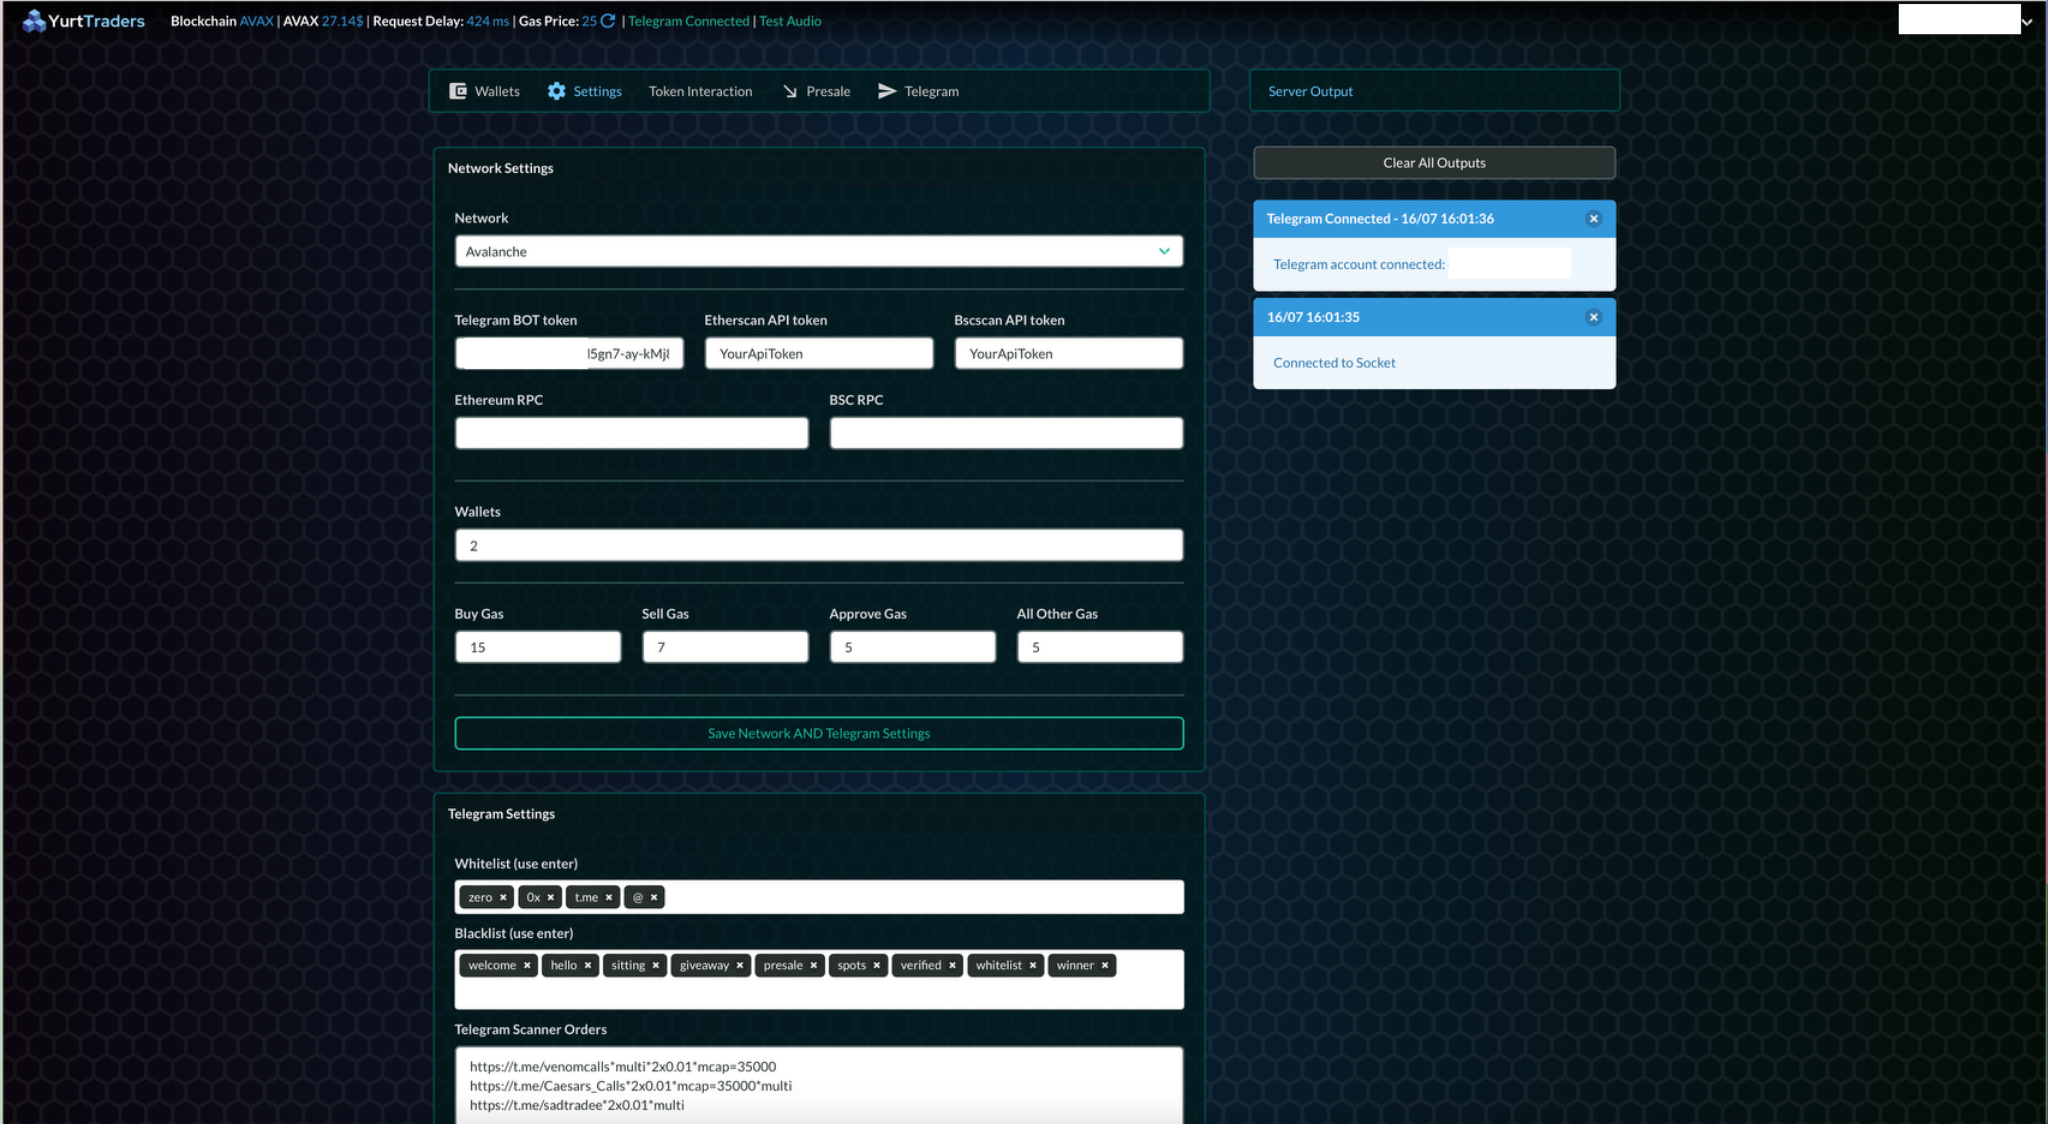 YurtTraders Blockchain AVAX | AVAX 27.14$ | Request Delay: 424 ms | Gas Price: 25 | Telegram Connected | Test Audio
Wallets Settings Token Interaction Presale Telegram
Network Settings
Network
Avalanche
Telegram BOT token Etherscan API token Bscscan API token
YourApiToken YourApiToken
Ethereum RPC BSC RPC
Wallets
2
Buy Gas Sell Gas Approve Gas All Other Gas
15 7 5 5
Save Network AND Telegram Settings
Telegram Settings
Whitelist (use enter)
zero × 0x × t.me × @ ×
Blacklist (use enter)
welcome × hello × sitting × giveaway × presale × spots × verified × whitelist × winner ×
Telegram Scanner Orders
https://t.me/venomcalls*multi*2x0.01*mcap=35000
https://t.me/Caesars_Calls*2x0.01*mcap=35000*multi
https://t.me/sadtradee*2x0.01*multi
Server Output
Clear All Outputs
Telegram Connected - 16/07 16:01:36
Telegram account connected:
16/07 16:01:35
Connected to Socket